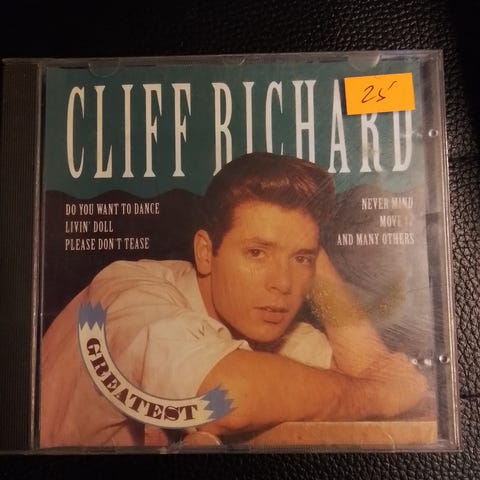 CLIFF RICHARD
25
DO YOU WANT TO DANCE
LIVIN' DOLL
PLEASE DON'T TEASE
NEVER MIND
MOVE IT
AND MANY OTHERS
GREATEST